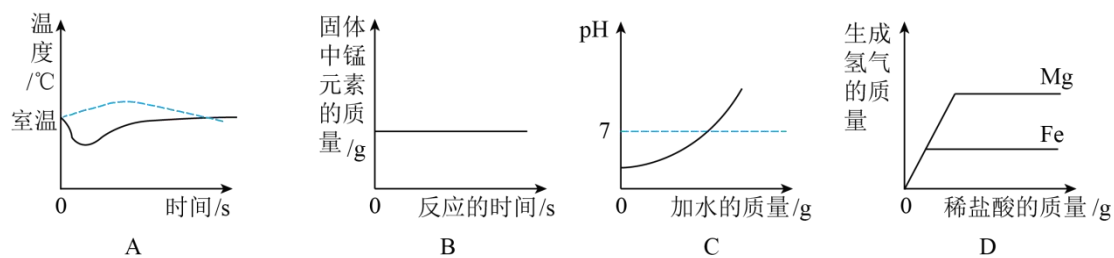 温
度
/℃
室温
0
时间/s
A
固体
中锰
元素
的质
量/g
0
反应的时间/s
B
pH
7
0
加水的质量/g
C
生成
氢气
的质
量
Mg
Fe
0
稀盐酸的质量/g
D